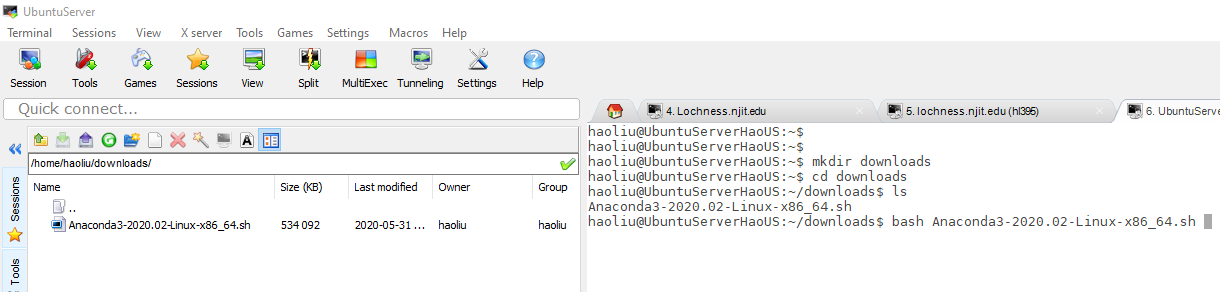 UbuntuServer
Terminal Sessions View X server Tools Games Settings Macros Help
Session Tools Games Sessions View Split MultiExec Tunneling Settings Help
Quick connect...
/home/haoliu/downloads/
Name Size (KB) Last modified Owner Group
..
Anaconda3-2020.02-Linux-x86_64.sh 534 092 2020-05-31 ... haoliu haoliu
Sessions
Tools
4. Lochness.njit.edu 5. lochness.njit.edu (hl395) 6. UbuntuServe
haoliu@UbuntuServerHaoUS:~$
haoliu@UbuntuServerHaoUS:~$
haoliu@UbuntuServerHaoUS:~$ mkdir downloads
haoliu@UbuntuServerHaoUS:~$ cd downloads
haoliu@UbuntuServerHaoUS:~/downloads$ ls
Anaconda3-2020.02-Linux-x86_64.sh
haoliu@UbuntuServerHaoUS:~/downloads$ bash Anaconda3-2020.02-Linux-x86_64.sh